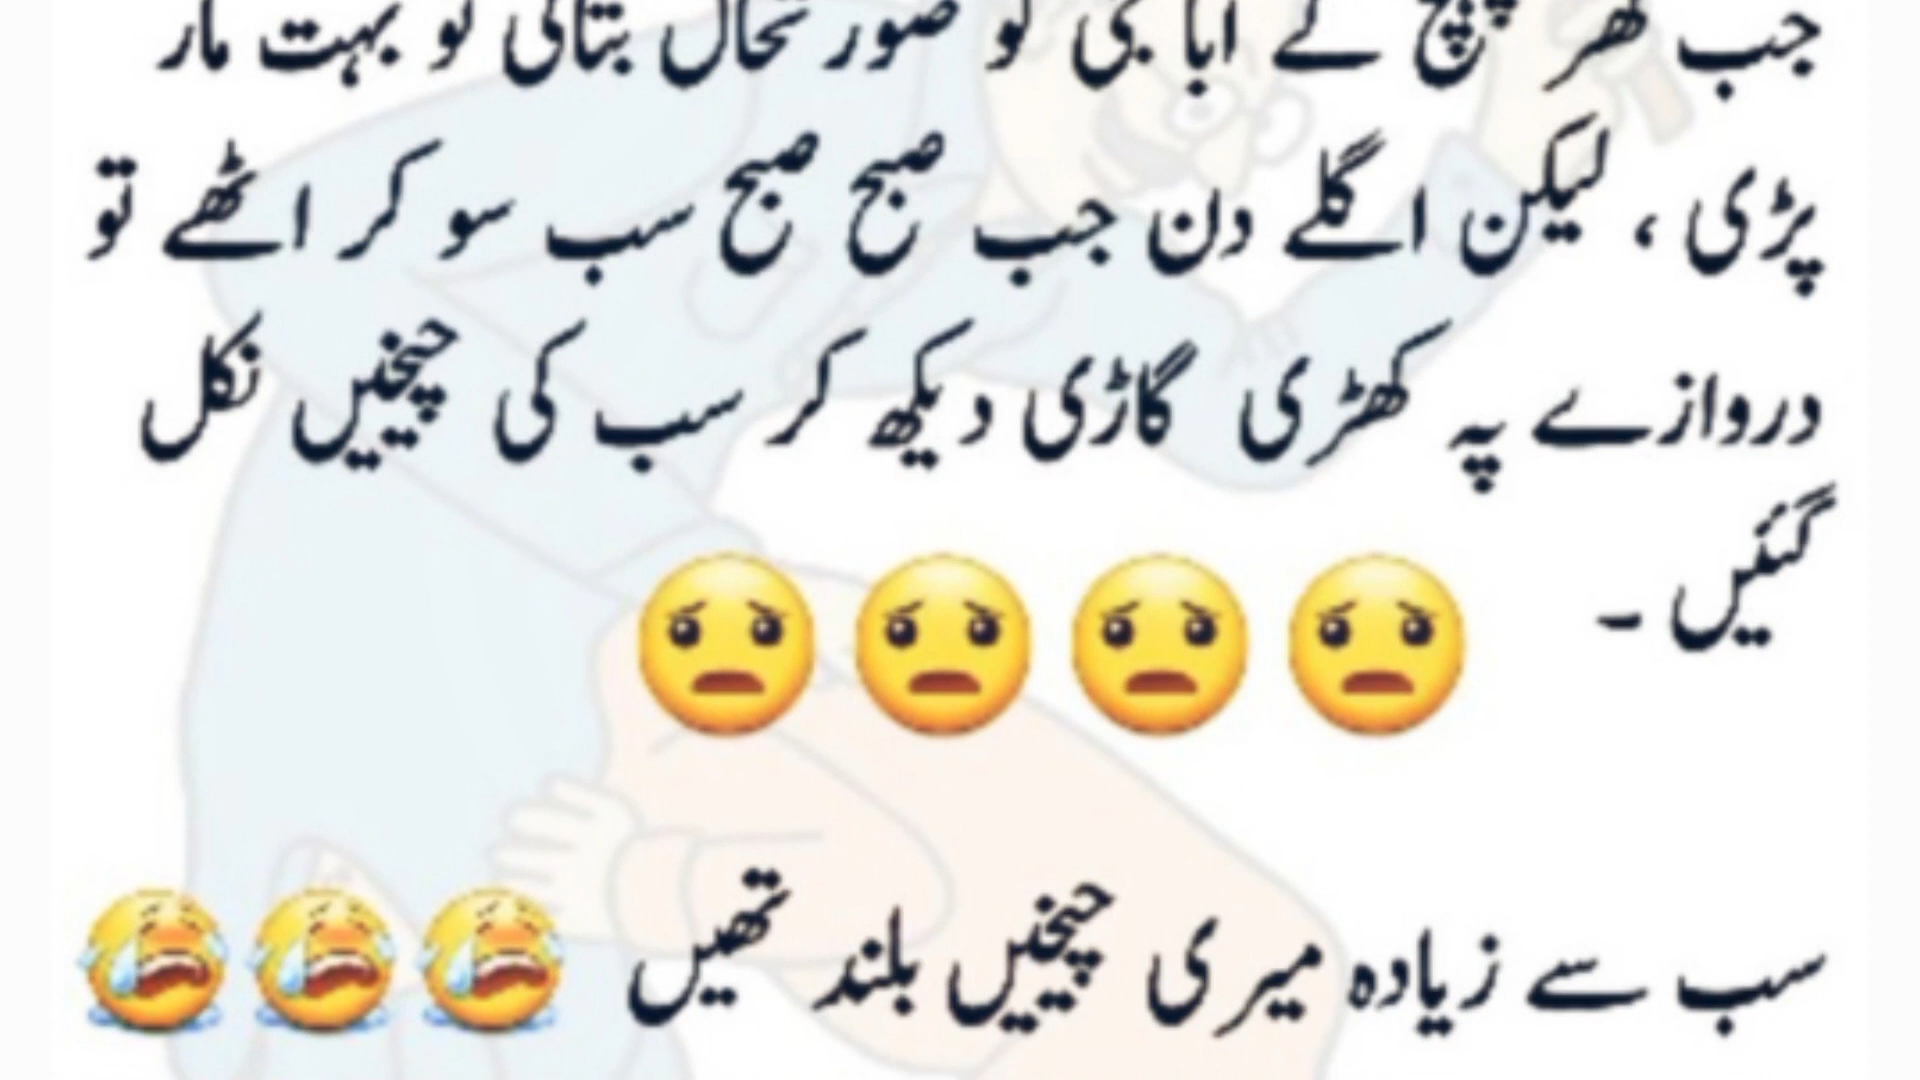 جب گھر پہنچ کے ابا جی کو صورتحال بتائی تو بہت مار
پڑی ، لیکن اگلے دن جب صبح صبح سب سو کر اٹھے تو
دروازے پہ کھڑی گاڑی دیکھ کر سب کی چیخیں نکل
گئیں ۔
سب سے زیادہ میری چیخیں بلند تھیں